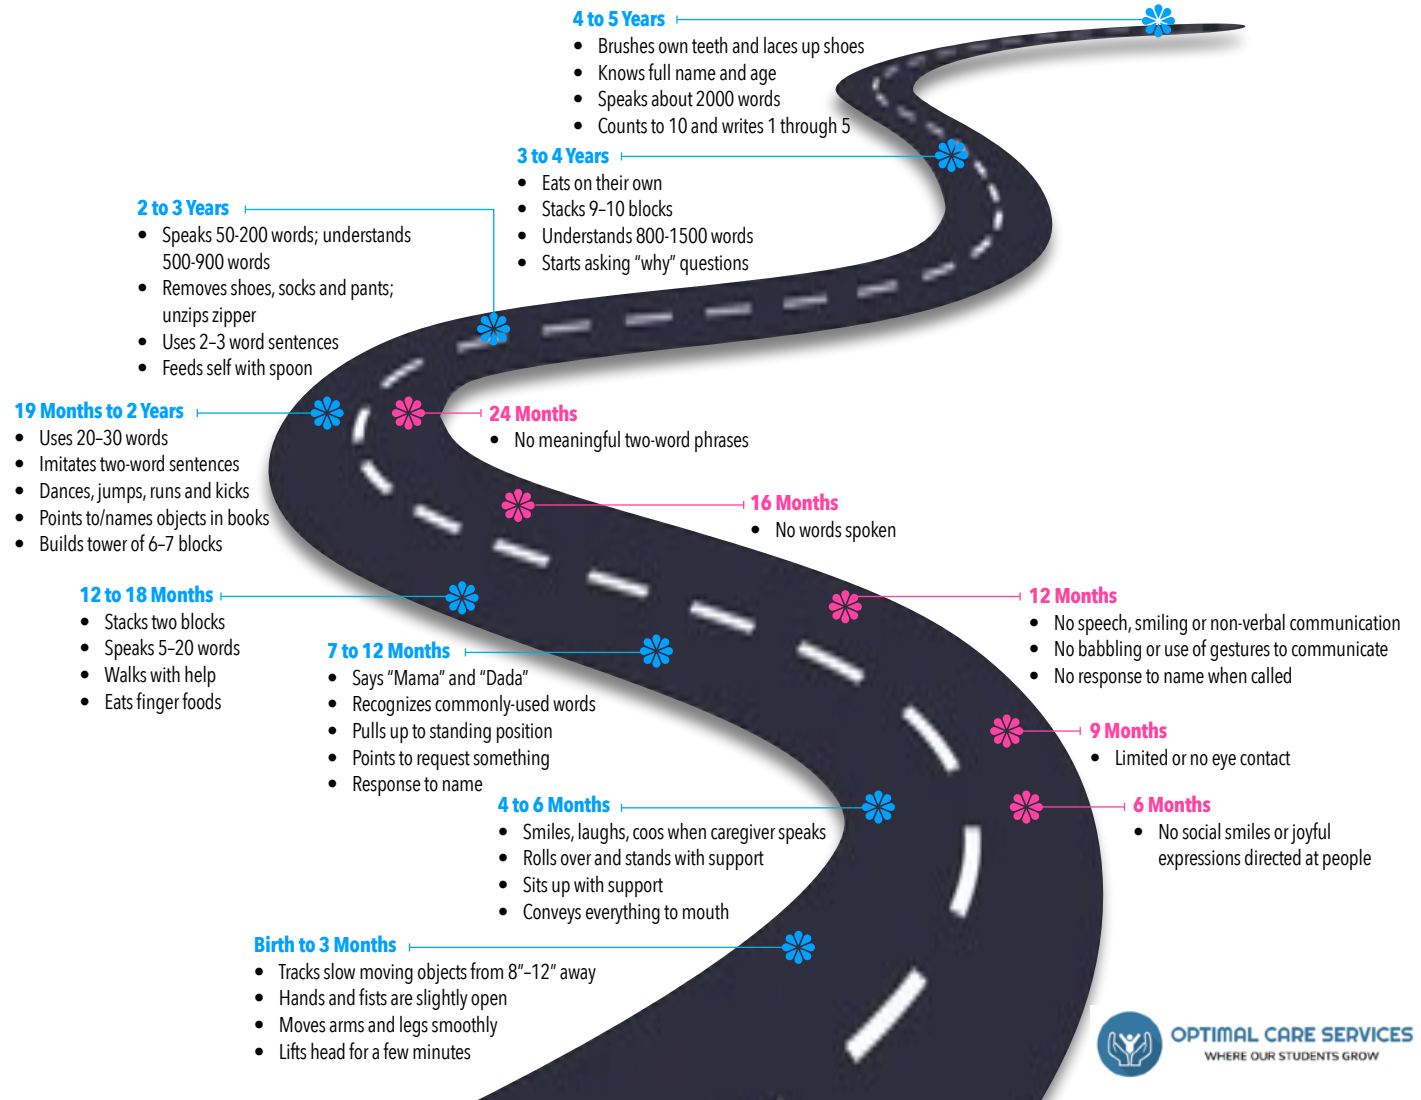 4 to 5 Years
• Brushes own teeth and laces up shoes
• Knows full name and age
• Speaks about 2000 words
• Counts to 10 and writes 1 through 5
3 to 4 Years
• Eats on their own
• Stacks 9–10 blocks
• Understands 800-1500 words
• Starts asking “why” questions
2 to 3 Years
• Speaks 50-200 words; understands
500-900 words
• Removes shoes, socks and pants;
unzips zipper
• Uses 2–3 word sentences
• Feeds self with spoon
19 Months to 2 Years
• Uses 20–30 words
• Imitates two-word sentences
• Dances, jumps, runs and kicks
• Points to/names objects in books
• Builds tower of 6–7 blocks
24 Months
• No meaningful two-word phrases
16 Months
• No words spoken
12 to 18 Months
• Stacks two blocks
• Speaks 5–20 words
• Walks with help
• Eats finger foods
12 Months
• No speech, smiling or non-verbal communication
• No babbling or use of gestures to communicate
• No response to name when called
7 to 12 Months
• Says “Mama” and “Dada”
• Recognizes commonly-used words
• Pulls up to standing position
• Points to request something
• Response to name
9 Months
• Limited or no eye contact
4 to 6 Months
• Smiles, laughs, coos when caregiver speaks
• Rolls over and stands with support
• Sits up with support
• Conveys everything to mouth
6 Months
• No social smiles or joyful
expressions directed at people
Birth to 3 Months
• Tracks slow moving objects from 8”–12” away
• Hands and fists are slightly open
• Moves arms and legs smoothly
• Lifts head for a few minutes
OPTIMAL CARE SERVICES
WHERE OUR STUDENTS GROW